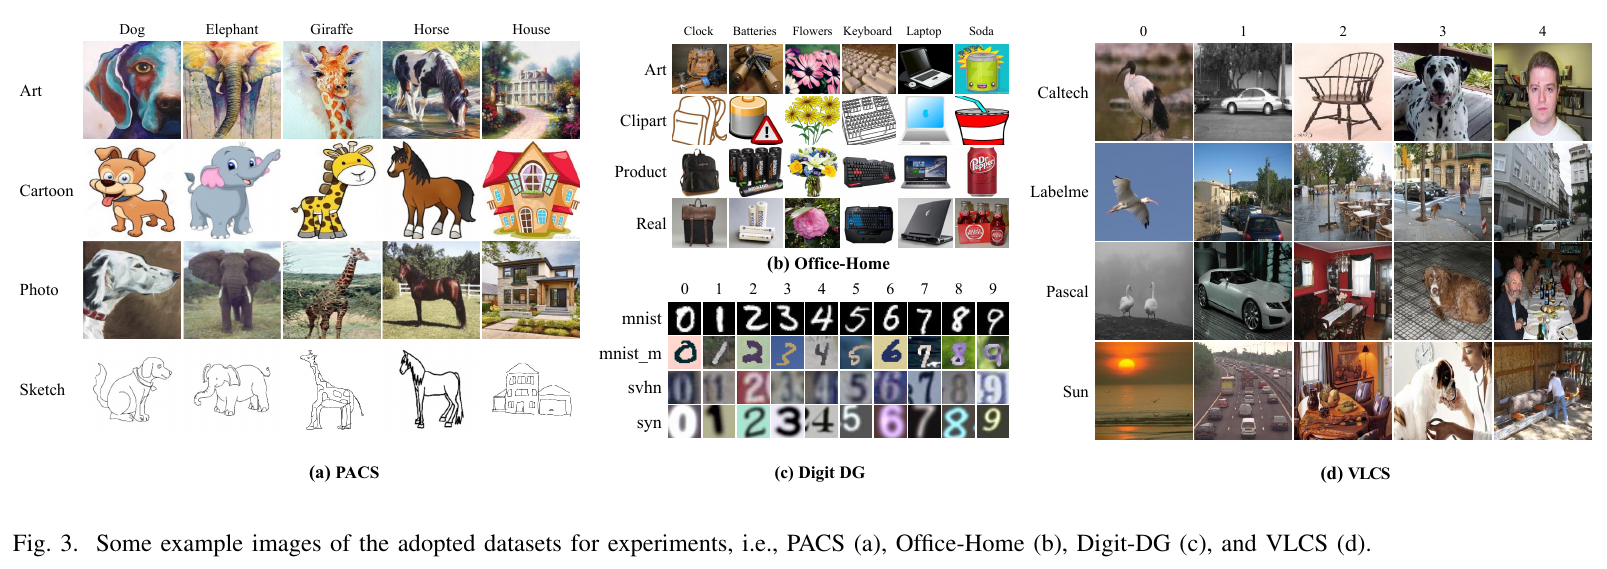 Dog Elephant Giraffe Horse House
Art
Cartoon
Photo
Sketch
(a) PACS
Clock Batteries Flowers Keyboard Laptop Soda
Art
Clipart
Product
Dr Pepper
Real
(b) Office-Home
0 1 2 3 4 5 6 7 8 9
mnist 0 1 2 3 4 5 6 7 8 9
mnist_m 0 1 2 3 4 5 6 7 8 9
svhn 0 1 2 3 4 5 6 7 8 9
syn 0 1 2 3 4 5 6 7 8 9
(c) Digit DG
0 1 2 3 4
Caltech
Labelme
Pascal
Sun
(d) VLCS
Fig. 3. Some example images of the adopted datasets for experiments, i.e., PACS (a), Office-Home (b), Digit-DG (c), and VLCS (d).